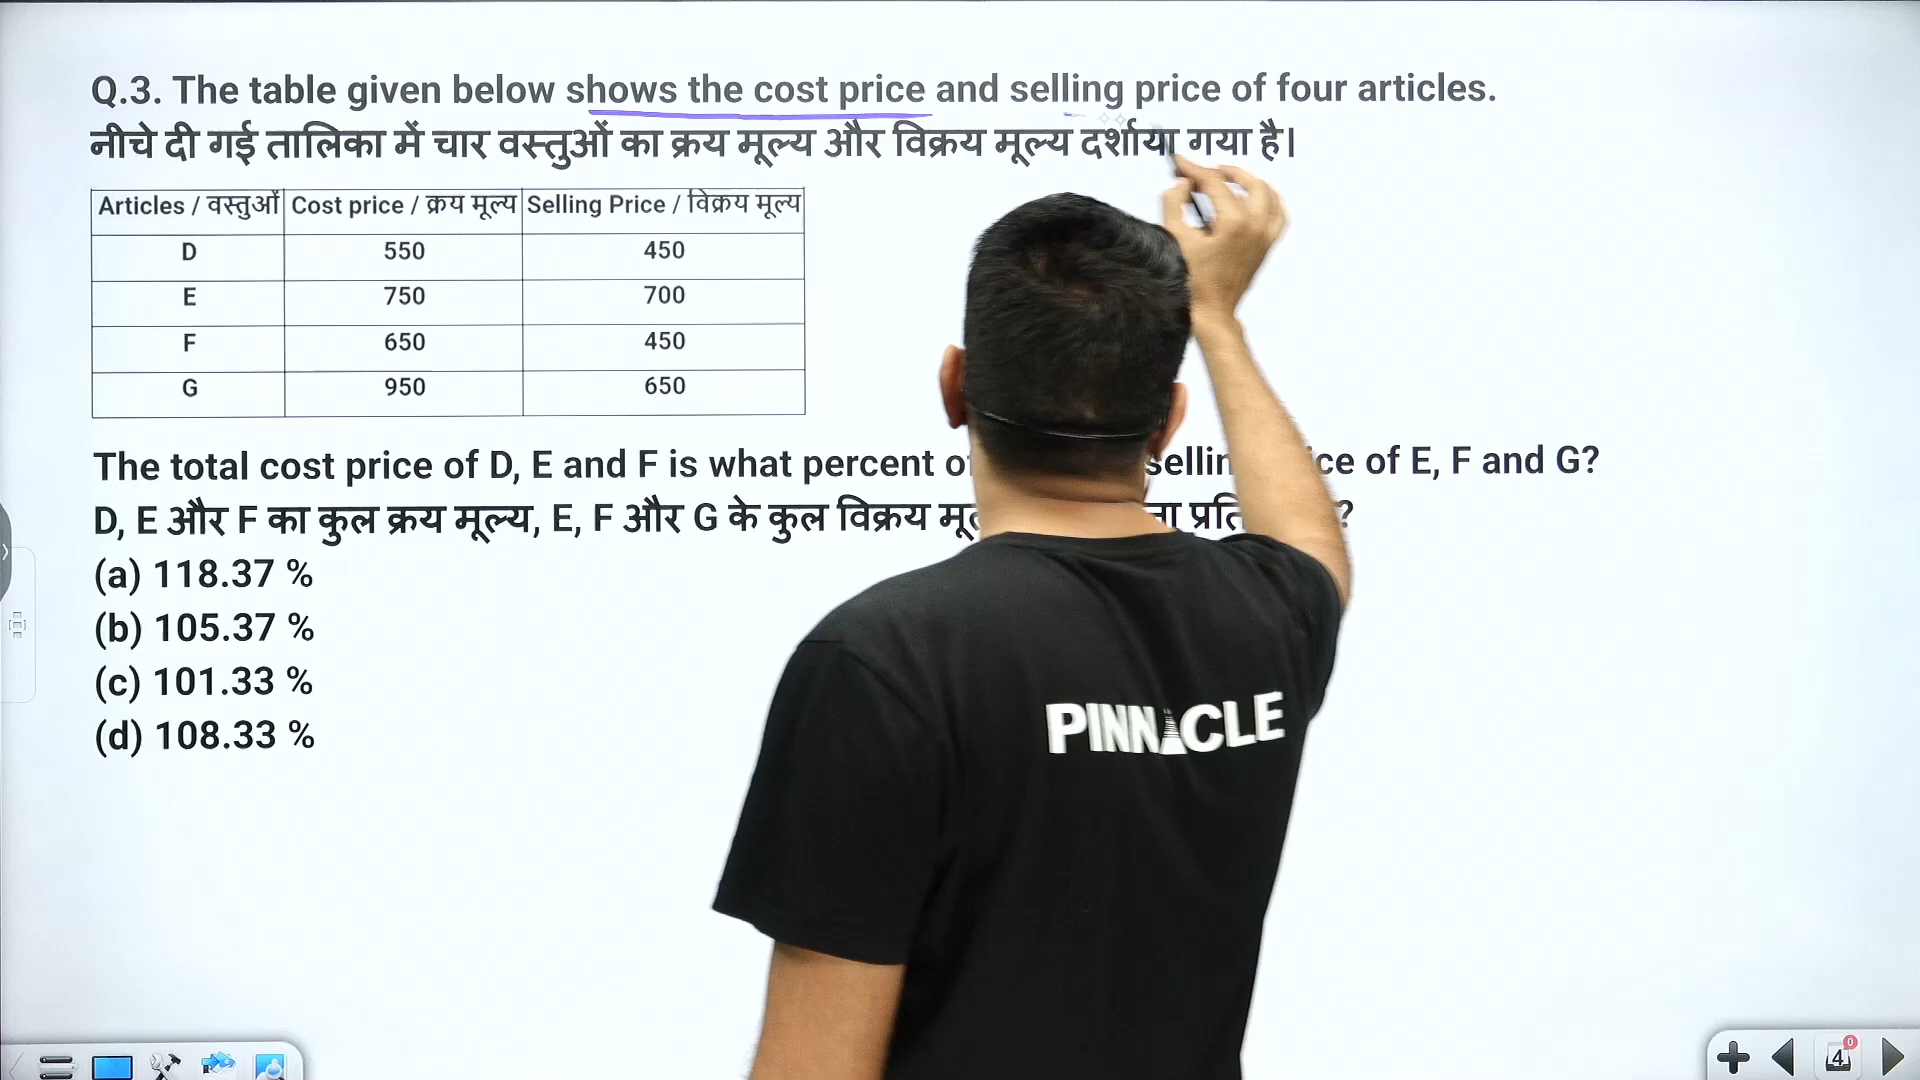 Q.3. The table given below shows the cost price and selling price of four articles.
नीचे दी गई तालिका में चार वस्तुओं का क्रय मूल्य और विक्रय मूल्य दर्शाया गया है।
Articles / वस्तुओं Cost price / क्रय मूल्य Selling Price / विक्रय मूल्य
D 550 450
E 750 700
F 650 450
G 950 650
The total cost price of D, E and F is what percent of E, F and G?
D, E और F का कुल क्रय मूल्य, E, F और G के कुल विक्रय ?
(a) 118.37 %
(b) 105.37 %
(c) 101.33 %
(d) 108.33 %
PINNACLE
4
0